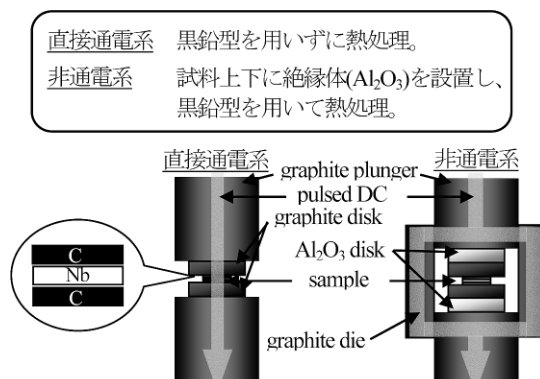 直接通電系 黒鉛型を用いずに熱処理。
非通電系 試料上下に絶縁体(Al₂O₃)を設置し、
黒鉛型を用いて熱処理。
直接通電系
非通電系
graphite plunger
pulsed DC
graphite disk
Al₂O₃ disk
sample
graphite die
C
Nb
C